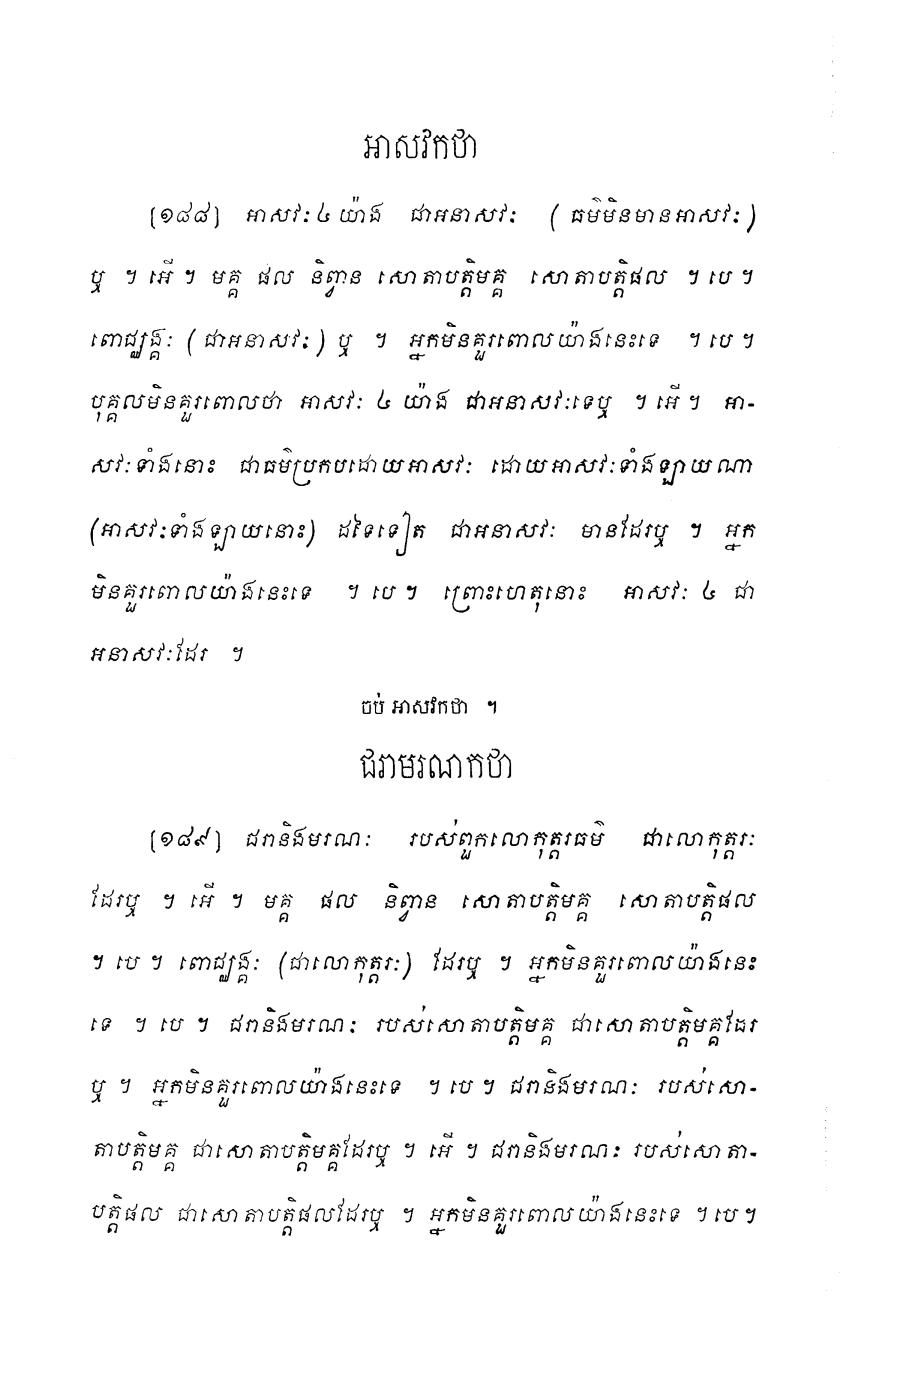 អាសវកថា
[១៨៨] អាសវៈ ៤ យ៉ាង ជាអនាសវៈ (ធម៌មិនមានអាសវៈ)
ឬ ។ អើ ។ មគ្គ ផល និព្វាន សោតាបត្តិមគ្គ សោតាបត្តិផល ។ បេ ។
ពោជ្ឈង្គៈ (ជាអនាសវៈ) ឬ ។ អ្នកមិនគួរពោលយ៉ាងនេះទេ ។ បេ ។
បុគ្គលមិនគួរពោលថា អាសវៈ ៤ យ៉ាង ជាអនាសវៈទេឬ ។ អើ ។ អា-
សវៈទាំងនោះ ជាធម៌ប្រកបដោយអាសវៈ ដោយអាសវៈទាំងឡាយណា
(អាសវៈទាំងឡាយនោះ) ដទៃទៀត ជាអនាសវៈ មានដែរឬ ។ អ្នក
មិនគួរពោលយ៉ាងនេះទេ ។ បេ ។ ព្រោះហេតុនោះ អាសវៈ ៤ ជា
អនាសវៈដែរ ។
ចប់ អាសវកថា ។
ជរាមរណកថា
[១៨៩] ជរានិងមរណៈ របស់ពួកលោកុត្តរធម៌ ជាលោកុត្តរៈ
ដែរឬ ។ អើ ។ មគ្គ ផល និព្វាន សោតាបត្តិមគ្គ សោតាបត្តិផល
។ បេ ។ ពោជ្ឈង្គៈ (ជាលោកុត្តរៈ) ដែរឬ ។ អ្នកមិនគួរពោលយ៉ាងនេះ
ទេ ។ បេ ។ ជរានិងមរណៈ របស់សោតាបត្តិមគ្គ ជាសោតាបត្តិមគ្គដែរ
ឬ ។ អ្នកមិនគួរពោលយ៉ាងនេះទេ ។ បេ ។ ជរានិងមរណៈ របស់សោ-
តាបត្តិមគ្គ ជាសោតាបត្តិមគ្គដែរឬ ។ អើ ។ ជរានិងមរណៈ របស់សោតា-
បត្តិផល ជាសោតាបត្តិផលដែរឬ ។ អ្នកមិនគួរពោលយ៉ាងនេះទេ ។ បេ ។